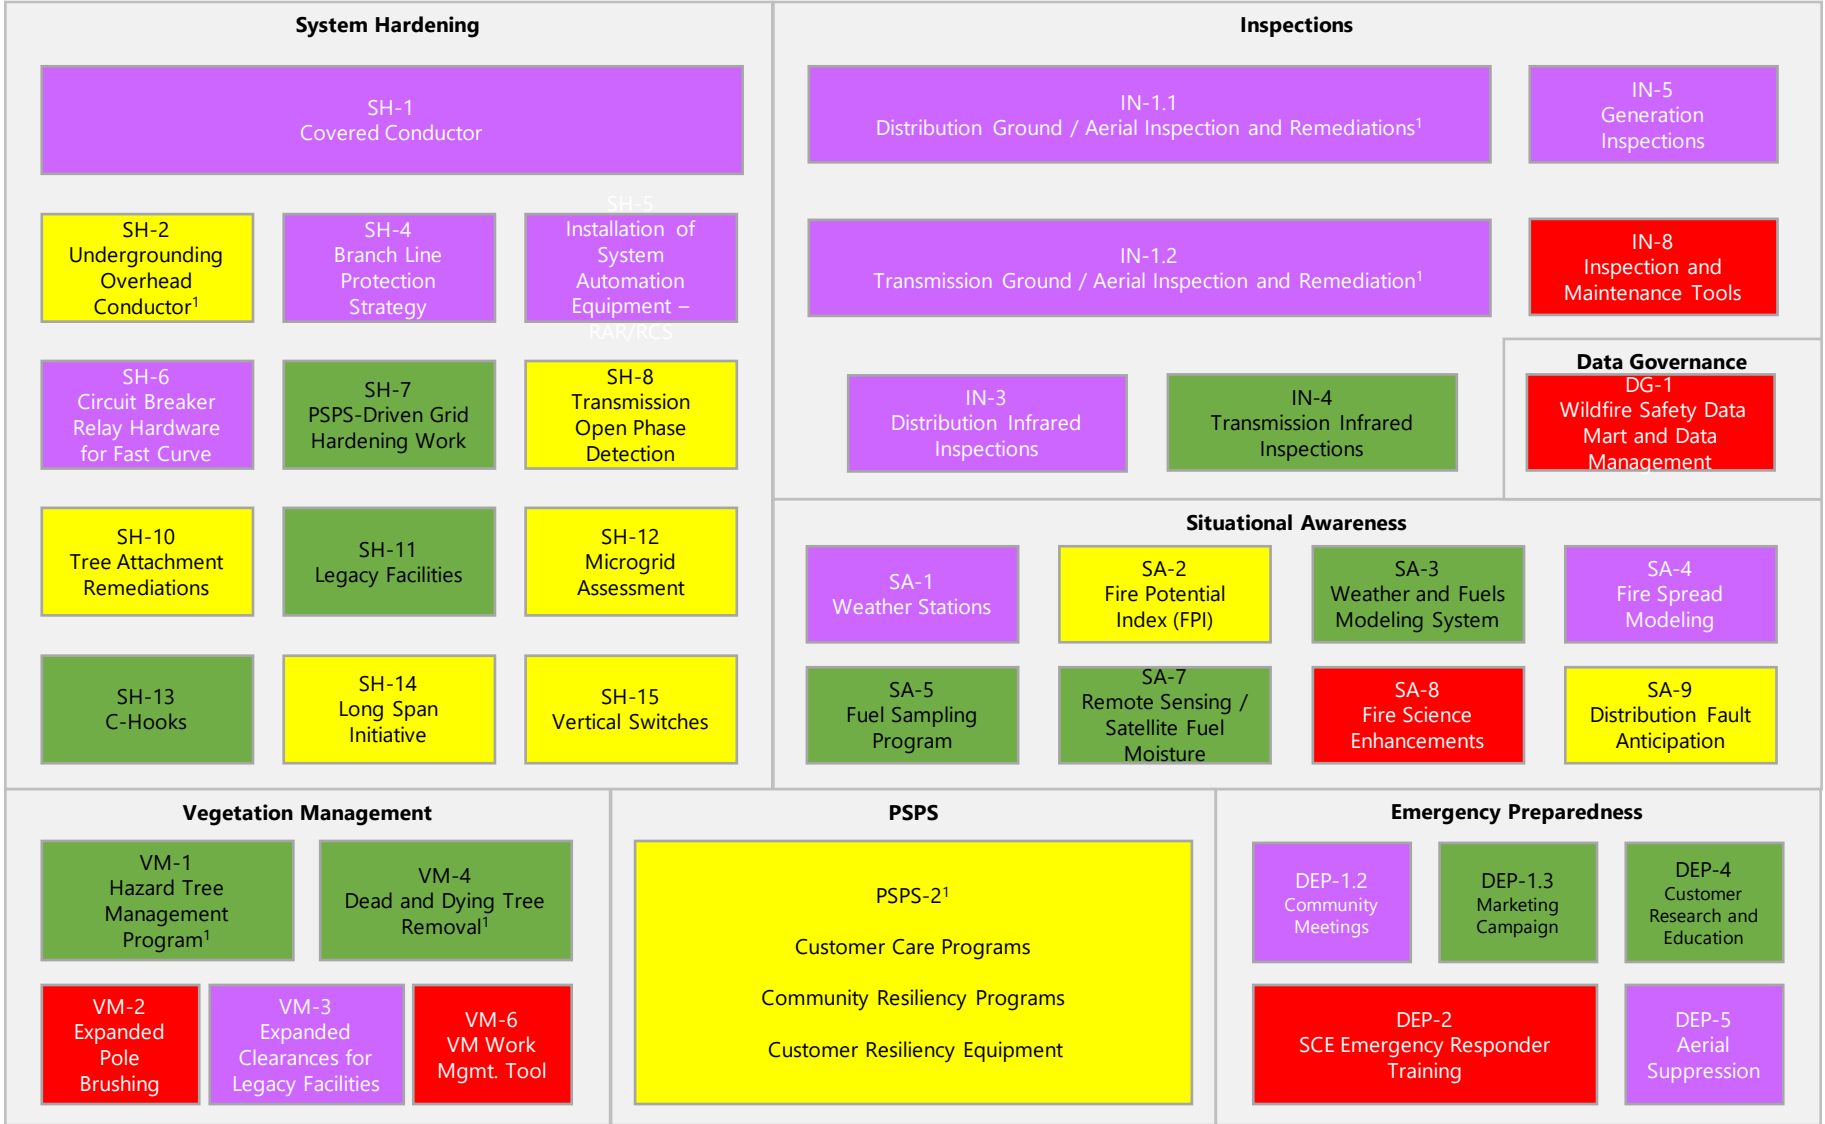 System Hardening
SH-1
Covered Conductor
SH-2
Undergrounding
Overhead
Conductor¹
SH-4
Branch Line
Protection
Strategy
SH-5
Installation of
System
Automation
Equipment –
RAR/RCS
SH-6
Circuit Breaker
Relay Hardware
for Fast Curve
SH-7
PSPS-Driven Grid
Hardening Work
SH-8
Transmission
Open Phase
Detection
SH-10
Tree Attachment
Remediations
SH-11
Legacy Facilities
SH-12
Microgrid
Assessment
SH-13
C-Hooks
SH-14
Long Span
Initiative
SH-15
Vertical Switches
Inspections
IN-1.1
Distribution Ground / Aerial Inspection and Remediations¹
IN-5
Generation
Inspections
IN-1.2
Transmission Ground / Aerial Inspection and Remediation¹
IN-8
Inspection and
Maintenance Tools
IN-3
Distribution Infrared
Inspections
IN-4
Transmission Infrared
Inspections
Data Governance
DG-1
Wildfire Safety Data
Mart and Data
Management
Situational Awareness
SA-1
Weather Stations
SA-2
Fire Potential
Index (FPI)
SA-3
Weather and Fuels
Modeling System
SA-4
Fire Spread
Modeling
SA-5
Fuel Sampling
Program
SA-7
Remote Sensing /
Satellite Fuel
Moisture
SA-8
Fire Science
Enhancements
SA-9
Distribution Fault
Anticipation
Vegetation Management
VM-1
Hazard Tree
Management
Program¹
VM-4
Dead and Dying Tree
Removal¹
VM-2
Expanded
Pole
Brushing
VM-3
Expanded
Clearances for
Legacy Facilities
VM-6
VM Work
Mgmt. Tool
PSPS
PSPS-2¹
Customer Care Programs
Community Resiliency Programs
Customer Resiliency Equipment
Emergency Preparedness
DEP-1.2
Community
Meetings
DEP-1.3
Marketing
Campaign
DEP-4
Customer
Research and
Education
DEP-2
SCE Emergency Responder
Training
DEP-5
Aerial
Suppression